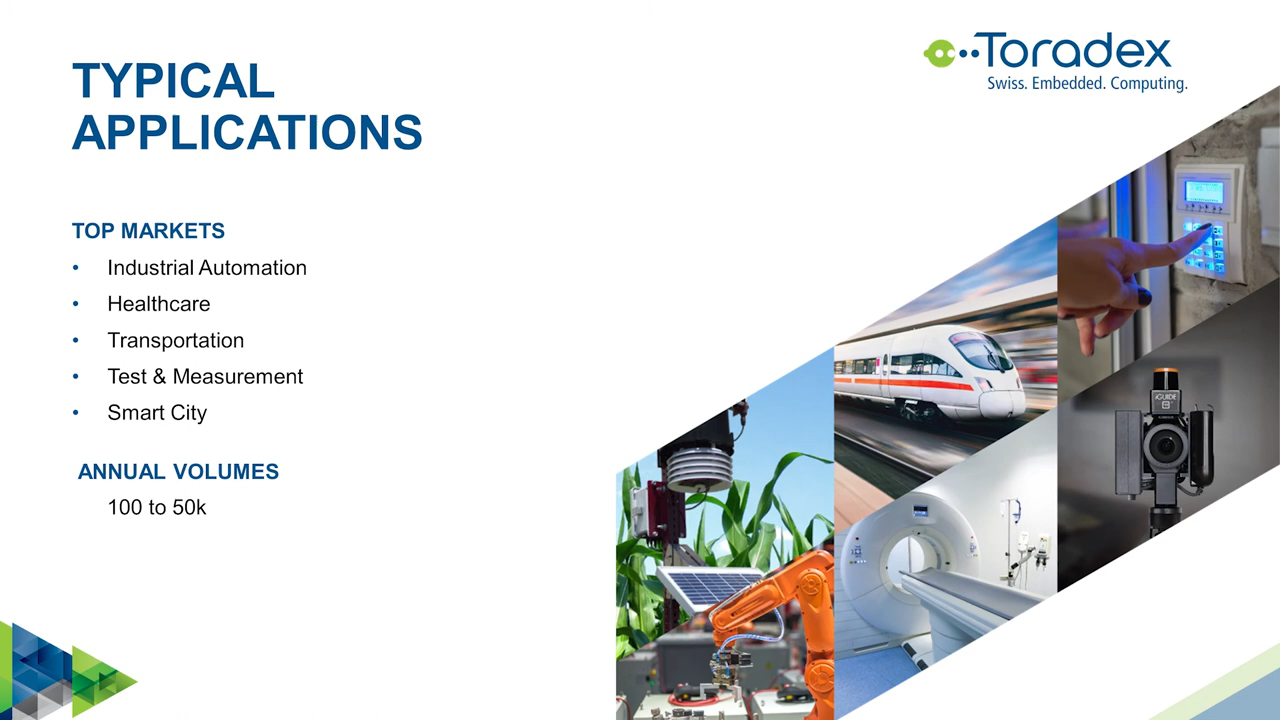 TYPICAL
APPLICATIONS
Toradex
Swiss. Embedded. Computing.
TOP MARKETS
• Industrial Automation
• Healthcare
• Transportation
• Test & Measurement
• Smart City
ANNUAL VOLUMES
100 to 50k
iGUIDE